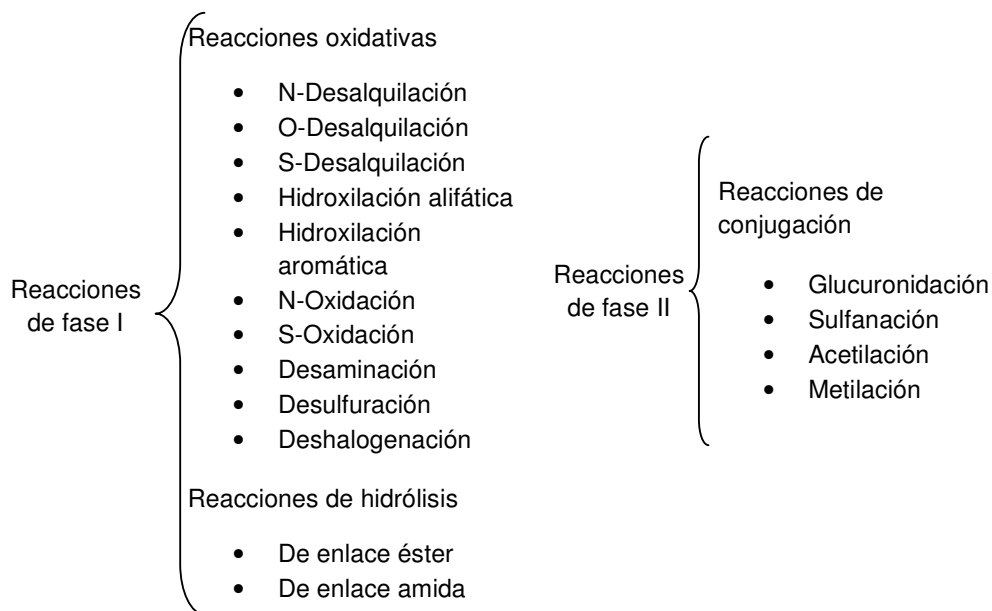 Reacciones
de fase I
Reacciones oxidativas
• N-Desalquilación
• O-Desalquilación
• S-Desalquilación
• Hidroxilación alifática
• Hidroxilación
aromática
• N-Oxidación
• S-Oxidación
• Desaminación
• Desulfuración
• Deshalogenación
Reacciones de hidrólisis
• De enlace éster
• De enlace amida
Reacciones
de fase II
Reacciones de
conjugación
• Glucuronidación
• Sulfanación
• Acetilación
• Metilación